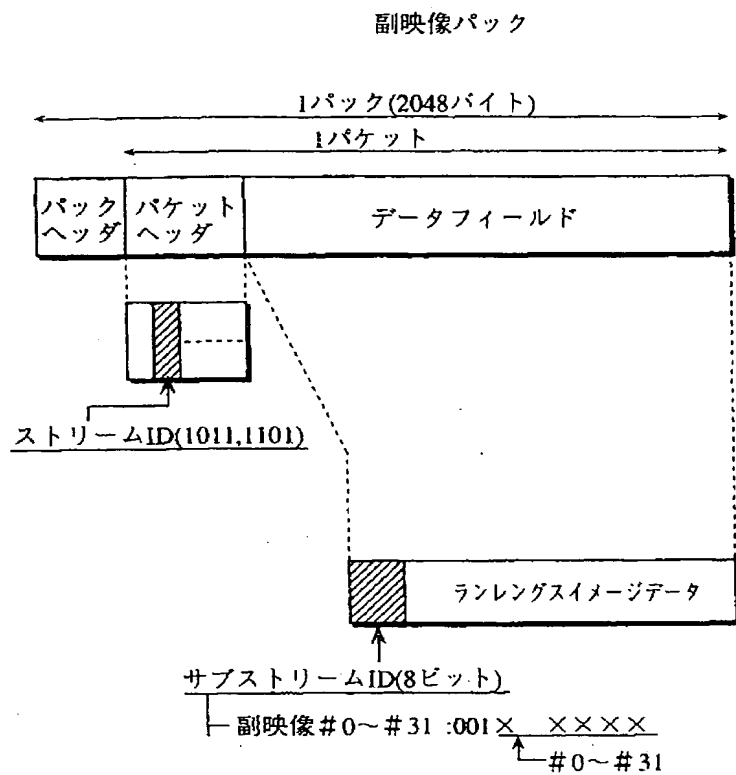 副映像パック
1パック(2048バイト)
1パケット
パック
ヘッダ
パケット
ヘッダ
データフィールド
ストリームID(1011,1101)
ランレングスイメージデータ
サブストリームID(8ビット)
副映像#0～#31 :001× ××××
#0～#31